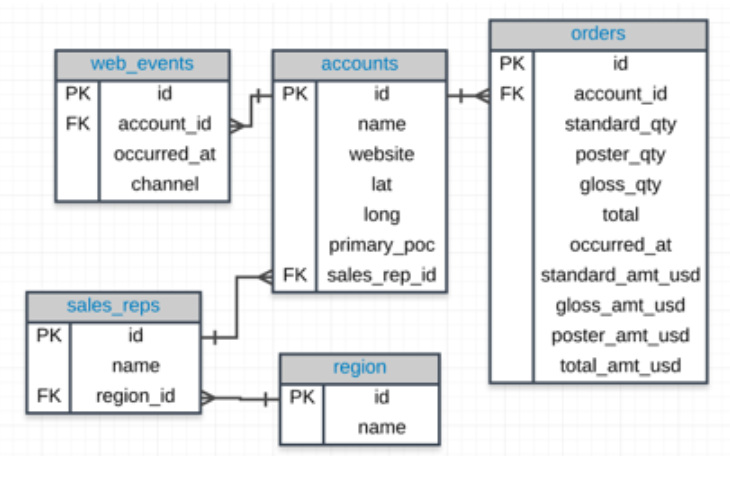 web_events
PK id
FK account_id
occurred_at
channel
accounts
PK id
name
website
lat
long
primary_poc
FK sales_rep_id
orders
PK id
FK account_id
standard_qty
poster_qty
gloss_qty
total
occurred_at
standard_amt_usd
gloss_amt_usd
poster_amt_usd
total_amt_usd
sales_reps
PK id
name
FK region_id
region
PK id
name